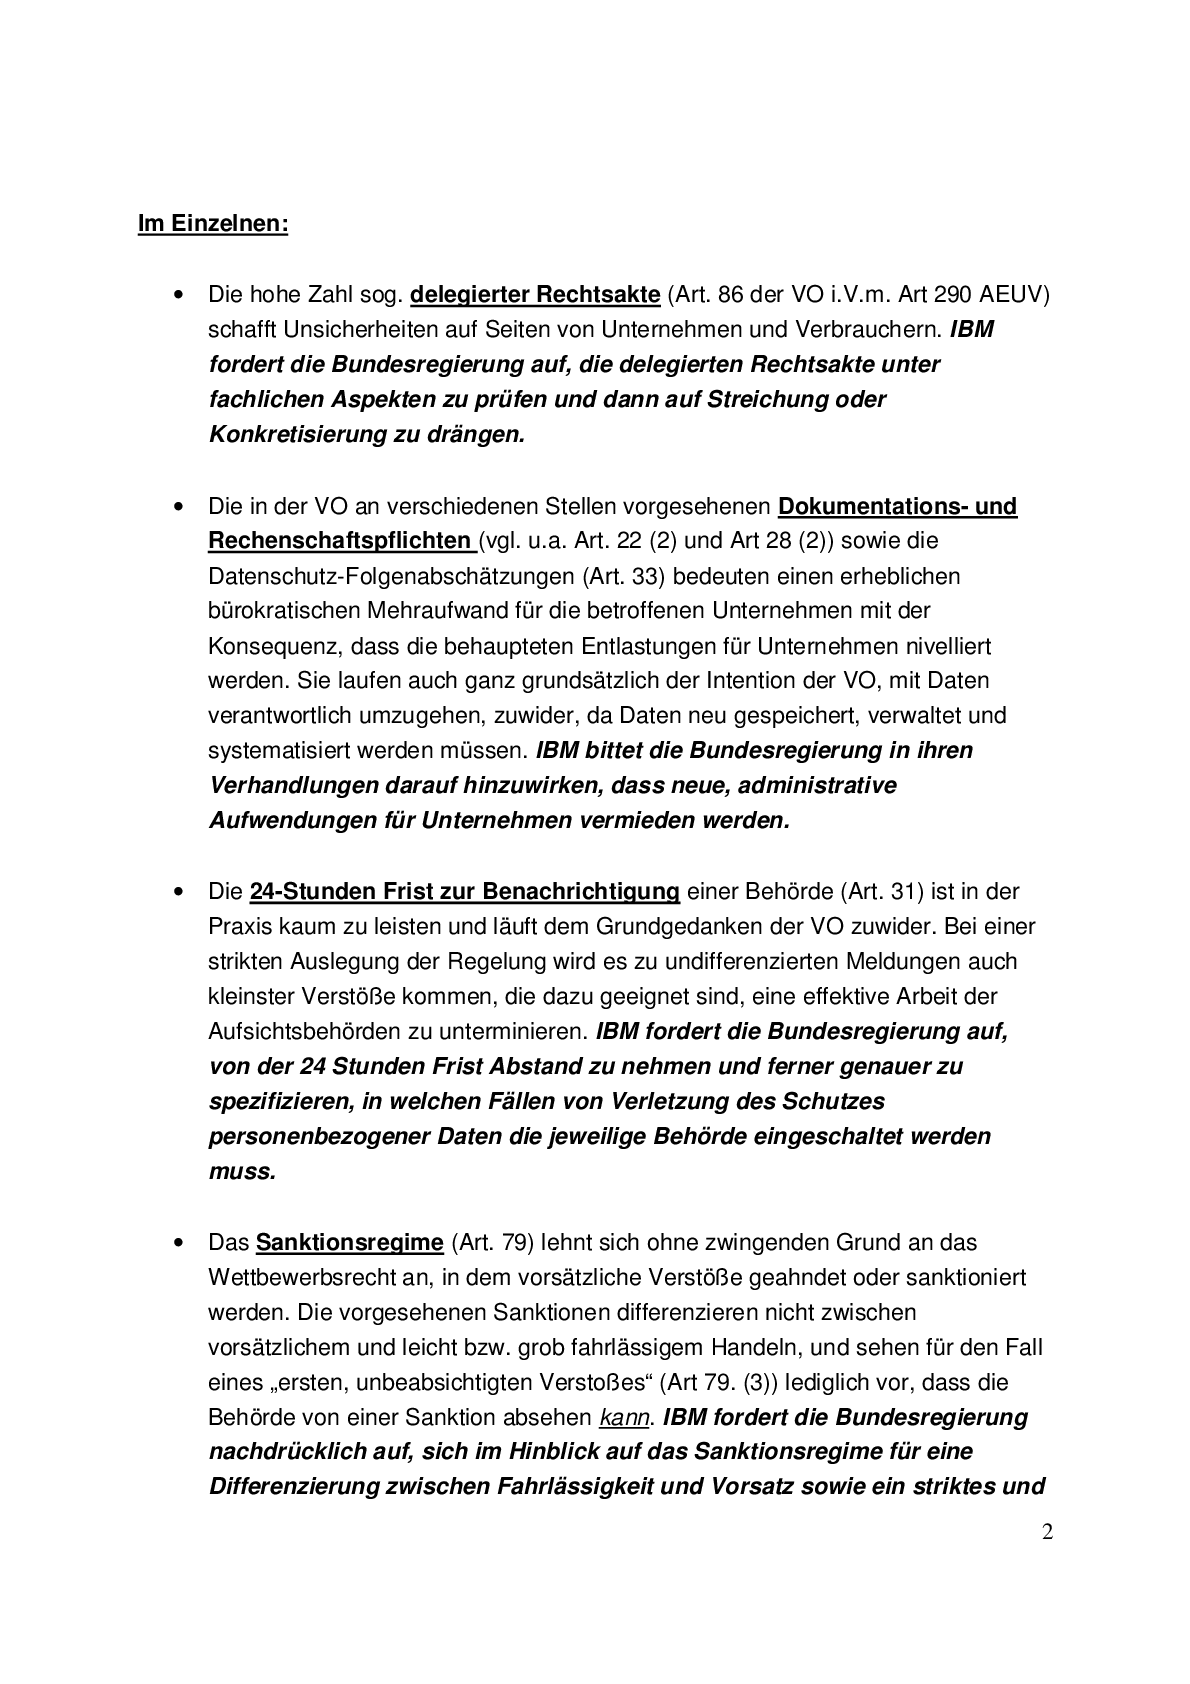 Im Einzelnen:
• Die hohe Zahl sog. delegierter Rechtsakte (Art. 86 der VO i.V.m. Art 290 AEUV)
schafft Unsicherheiten auf Seiten von Unternehmen und Verbrauchern. IBM
fordert die Bundesregierung auf, die delegierten Rechtsakte unter
fachlichen Aspekten zu prüfen und dann auf Streichung oder
Konkretisierung zu drängen.
• Die in der VO an verschiedenen Stellen vorgesehenen Dokumentations- und
Rechenschaftspflichten (vgl. u.a. Art. 22 (2) und Art 28 (2)) sowie die
Datenschutz-Folgenabschätzungen (Art. 33) bedeuten einen erheblichen
bürokratischen Mehraufwand für die betroffenen Unternehmen mit der
Konsequenz, dass die behaupteten Entlastungen für Unternehmen nivelliert
werden. Sie laufen auch ganz grundsätzlich der Intention der VO, mit Daten
verantwortlich umzugehen, zuwider, da Daten neu gespeichert, verwaltet und
systematisiert werden müssen. IBM bittet die Bundesregierung in ihren
Verhandlungen darauf hinzuwirken, dass neue, administrative
Aufwendungen für Unternehmen vermieden werden.
• Die 24-Stunden Frist zur Benachrichtigung einer Behörde (Art. 31) ist in der
Praxis kaum zu leisten und läuft dem Grundgedanken der VO zuwider. Bei einer
strikten Auslegung der Regelung wird es zu undifferenzierten Meldungen auch
kleinster Verstöße kommen, die dazu geeignet sind, eine effektive Arbeit der
Aufsichtsbehörden zu unterminieren. IBM fordert die Bundesregierung auf,
von der 24 Stunden Frist Abstand zu nehmen und ferner genauer zu
spezifizieren, in welchen Fällen von Verletzung des Schutzes
personenbezogener Daten die jeweilige Behörde eingeschaltet werden
muss.
• Das Sanktionsregime (Art. 79) lehnt sich ohne zwingenden Grund an das
Wettbewerbsrecht an, in dem vorsätzliche Verstöße geahndet oder sanktioniert
werden. Die vorgesehenen Sanktionen differenzieren nicht zwischen
vorsätzlichem und leicht bzw. grob fahrlässigem Handeln, und sehen für den Fall
eines „ersten, unbeabsichtigten Verstoßes“ (Art 79. (3)) lediglich vor, dass die
Behörde von einer Sanktion absehen kann. IBM fordert die Bundesregierung
nachdrücklich auf, sich im Hinblick auf das Sanktionsregime für eine
Differenzierung zwischen Fahrlässigkeit und Vorsatz sowie ein striktes und
2